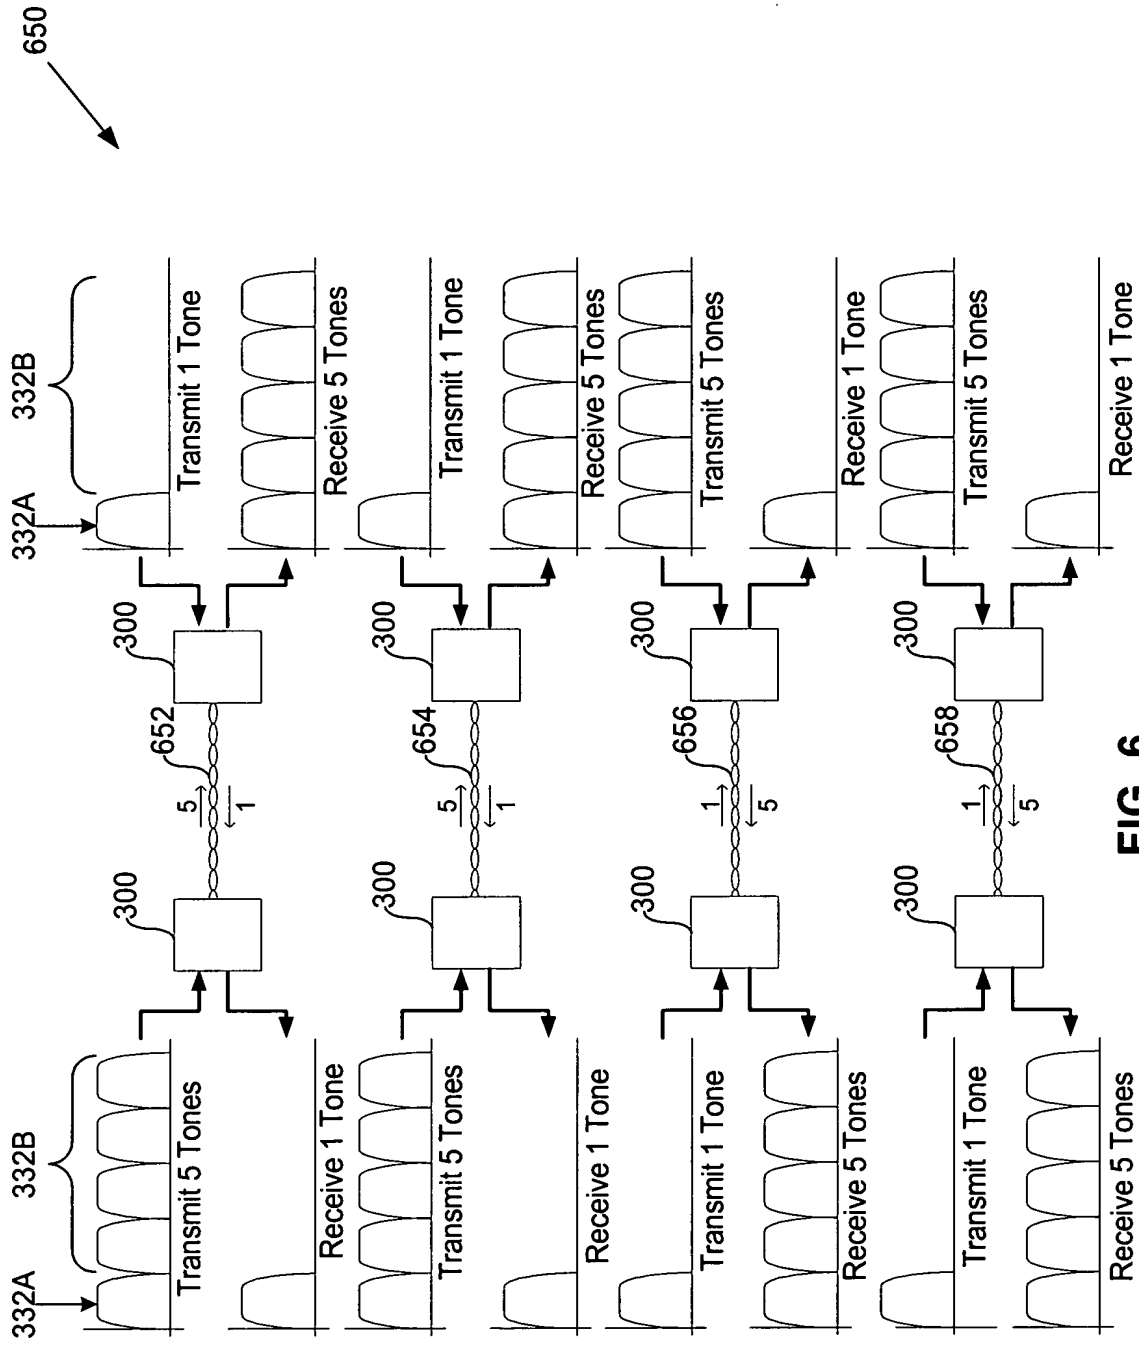 650
332A
332B
332A
332B
Transmit 5 Tones
300
5
1
652
300
Transmit 1 Tone
Receive 1 Tone
Receive 5 Tones
Transmit 5 Tones
300
5
1
654
300
Transmit 1 Tone
Receive 1 Tone
Receive 5 Tones
Transmit 1 Tone
300
1
5
656
300
Transmit 5 Tones
Receive 5 Tones
Receive 1 Tone
Transmit 1 Tone
300
1
5
658
300
Transmit 5 Tones
Receive 5 Tones
Receive 1 Tone
FIG. 6